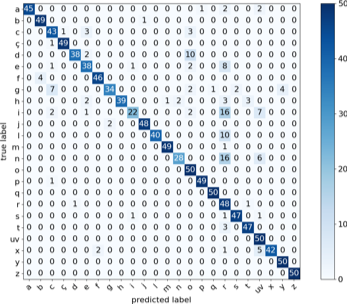 a 45 0 0 0 0 0 0 0 0 0 0 0 0 0 0 1 0 2 0 0 2 0 0 0
b 0 49 0 0 0 0 0 0 0 0 1 0 0 0 0 0 0 0 0 0 0 0 0 0
c 0 0 43 1 0 3 0 0 0 0 0 0 0 0 3 0 0 0 0 0 0 0 0 0
ç 0 0 1 49 0 0 0 0 0 0 0 0 0 0 0 0 0 0 0 0 0 0 0 0
d 0 0 0 0 38 2 0 0 0 0 0 0 0 0 10 0 0 0 0 0 0 0 0 0
e 0 0 1 0 0 38 0 0 0 1 0 0 0 0 2 0 0 8 0 0 0 0 0 0
f 0 4 0 0 0 0 46 0 0 0 0 0 0 0 0 0 0 0 0 0 0 0 0 0
g 0 0 7 0 0 0 0 34 0 0 0 0 0 0 2 0 1 0 2 0 0 0 4 0
h 0 0 0 0 0 2 0 0 39 0 0 0 1 2 0 0 0 3 0 3 0 0 0 0
i 0 0 2 0 0 1 0 0 0 22 0 0 0 0 2 0 0 16 0 0 7 0 0 0
j 0 0 0 0 0 0 0 2 0 0 48 0 0 0 0 0 0 0 0 0 0 0 0 0
l 0 0 0 0 0 0 0 0 0 0 0 40 0 0 0 0 0 10 0 0 0 0 0 0
m 0 0 0 0 0 0 0 0 0 0 0 0 49 0 0 0 0 1 0 0 0 0 0 0
n 0 0 0 0 0 0 0 0 0 0 0 0 0 28 0 0 0 16 0 0 6 0 0 0
o 0 0 0 0 0 0 0 0 0 0 0 0 0 0 50 0 0 0 0 0 0 0 0 0
p 0 0 1 0 0 0 0 0 0 0 0 0 0 0 0 49 0 0 0 0 0 0 0 0
q 0 0 0 0 0 0 0 0 0 0 0 0 0 0 0 0 50 0 0 0 0 0 0 0
r 0 0 0 0 1 0 0 0 0 0 0 0 0 0 0 0 0 48 0 1 0 0 0 0
s 0 0 0 0 0 0 0 0 0 1 0 0 0 0 0 0 0 1 47 0 1 0 0 0
t 0 0 0 0 0 0 0 0 0 0 0 0 0 0 0 0 0 3 0 47 0 0 0 0
uv 0 0 0 0 0 0 0 0 0 0 0 0 0 0 0 0 0 0 0 0 50 0 0 0
x 0 0 0 0 0 0 2 0 0 0 0 0 0 0 0 0 0 1 0 0 5 42 0 0
y 0 0 0 0 0 0 0 0 0 0 0 0 0 0 0 0 0 0 0 0 0 0 50 0
z 0 0 0 0 0 0 0 0 0 0 0 0 0 0 0 0 0 0 0 0 0 0 0 50
a b c ç d e f g h i j l m n o p q r s t uv x y z
true label
predicted label
50
40
30
20
10
0